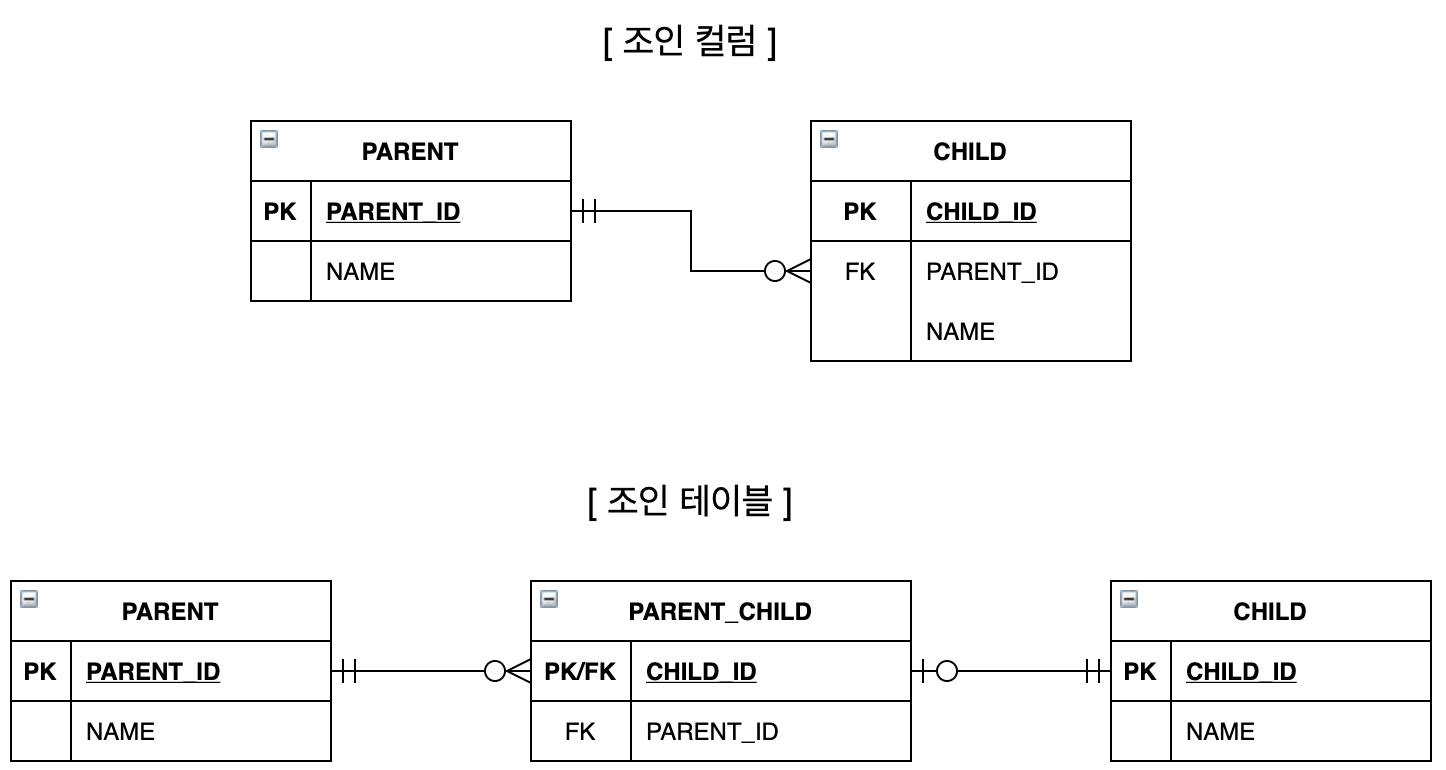 [ 조인 컬럼 ]
PARENT
PK PARENT_ID
NAME
CHILD
PK CHILD_ID
FK PARENT_ID
NAME
[ 조인 테이블 ]
PARENT
PK PARENT_ID
NAME
PARENT_CHILD
PK/FK CHILD_ID
FK PARENT_ID
CHILD
PK CHILD_ID
NAME